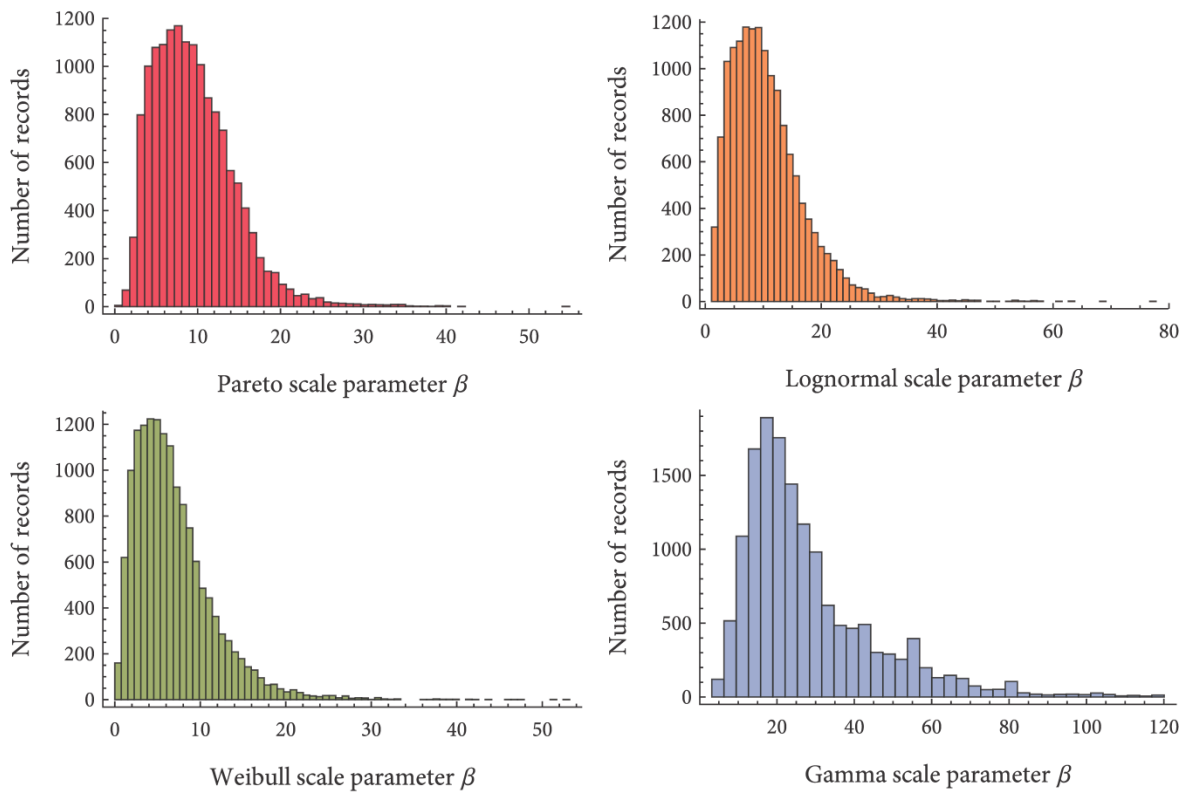 Number of records
1200
1000
800
600
400
200
0
0 10 20 30 40 50
Pareto scale parameter β
Number of records
1200
1000
800
600
400
200
0
0 20 40 60 80
Lognormal scale parameter β
Number of records
1200
1000
800
600
400
200
0
0 10 20 30 40 50
Weibull scale parameter β
Number of records
1500
1000
500
0
20 40 60 80 100 120
Gamma scale parameter β